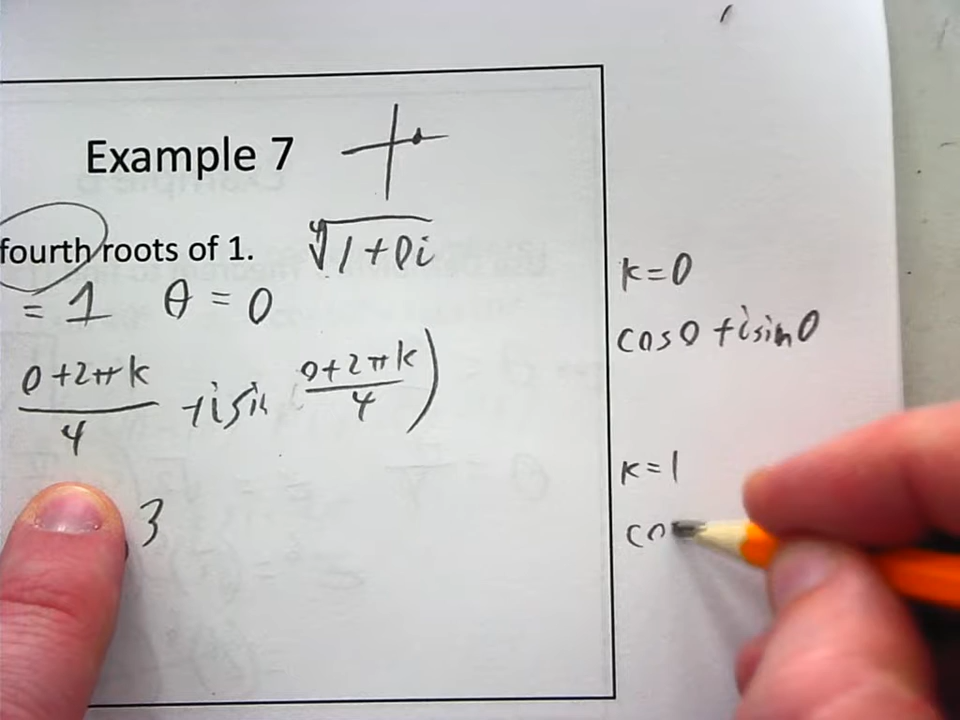 Example 7
fourth roots of 1. ∜1+0i
= 1 θ = 0
0+2πk/4 +isin 0+2πk/4)
3
k=0
cos0 +isin0
k=1
co